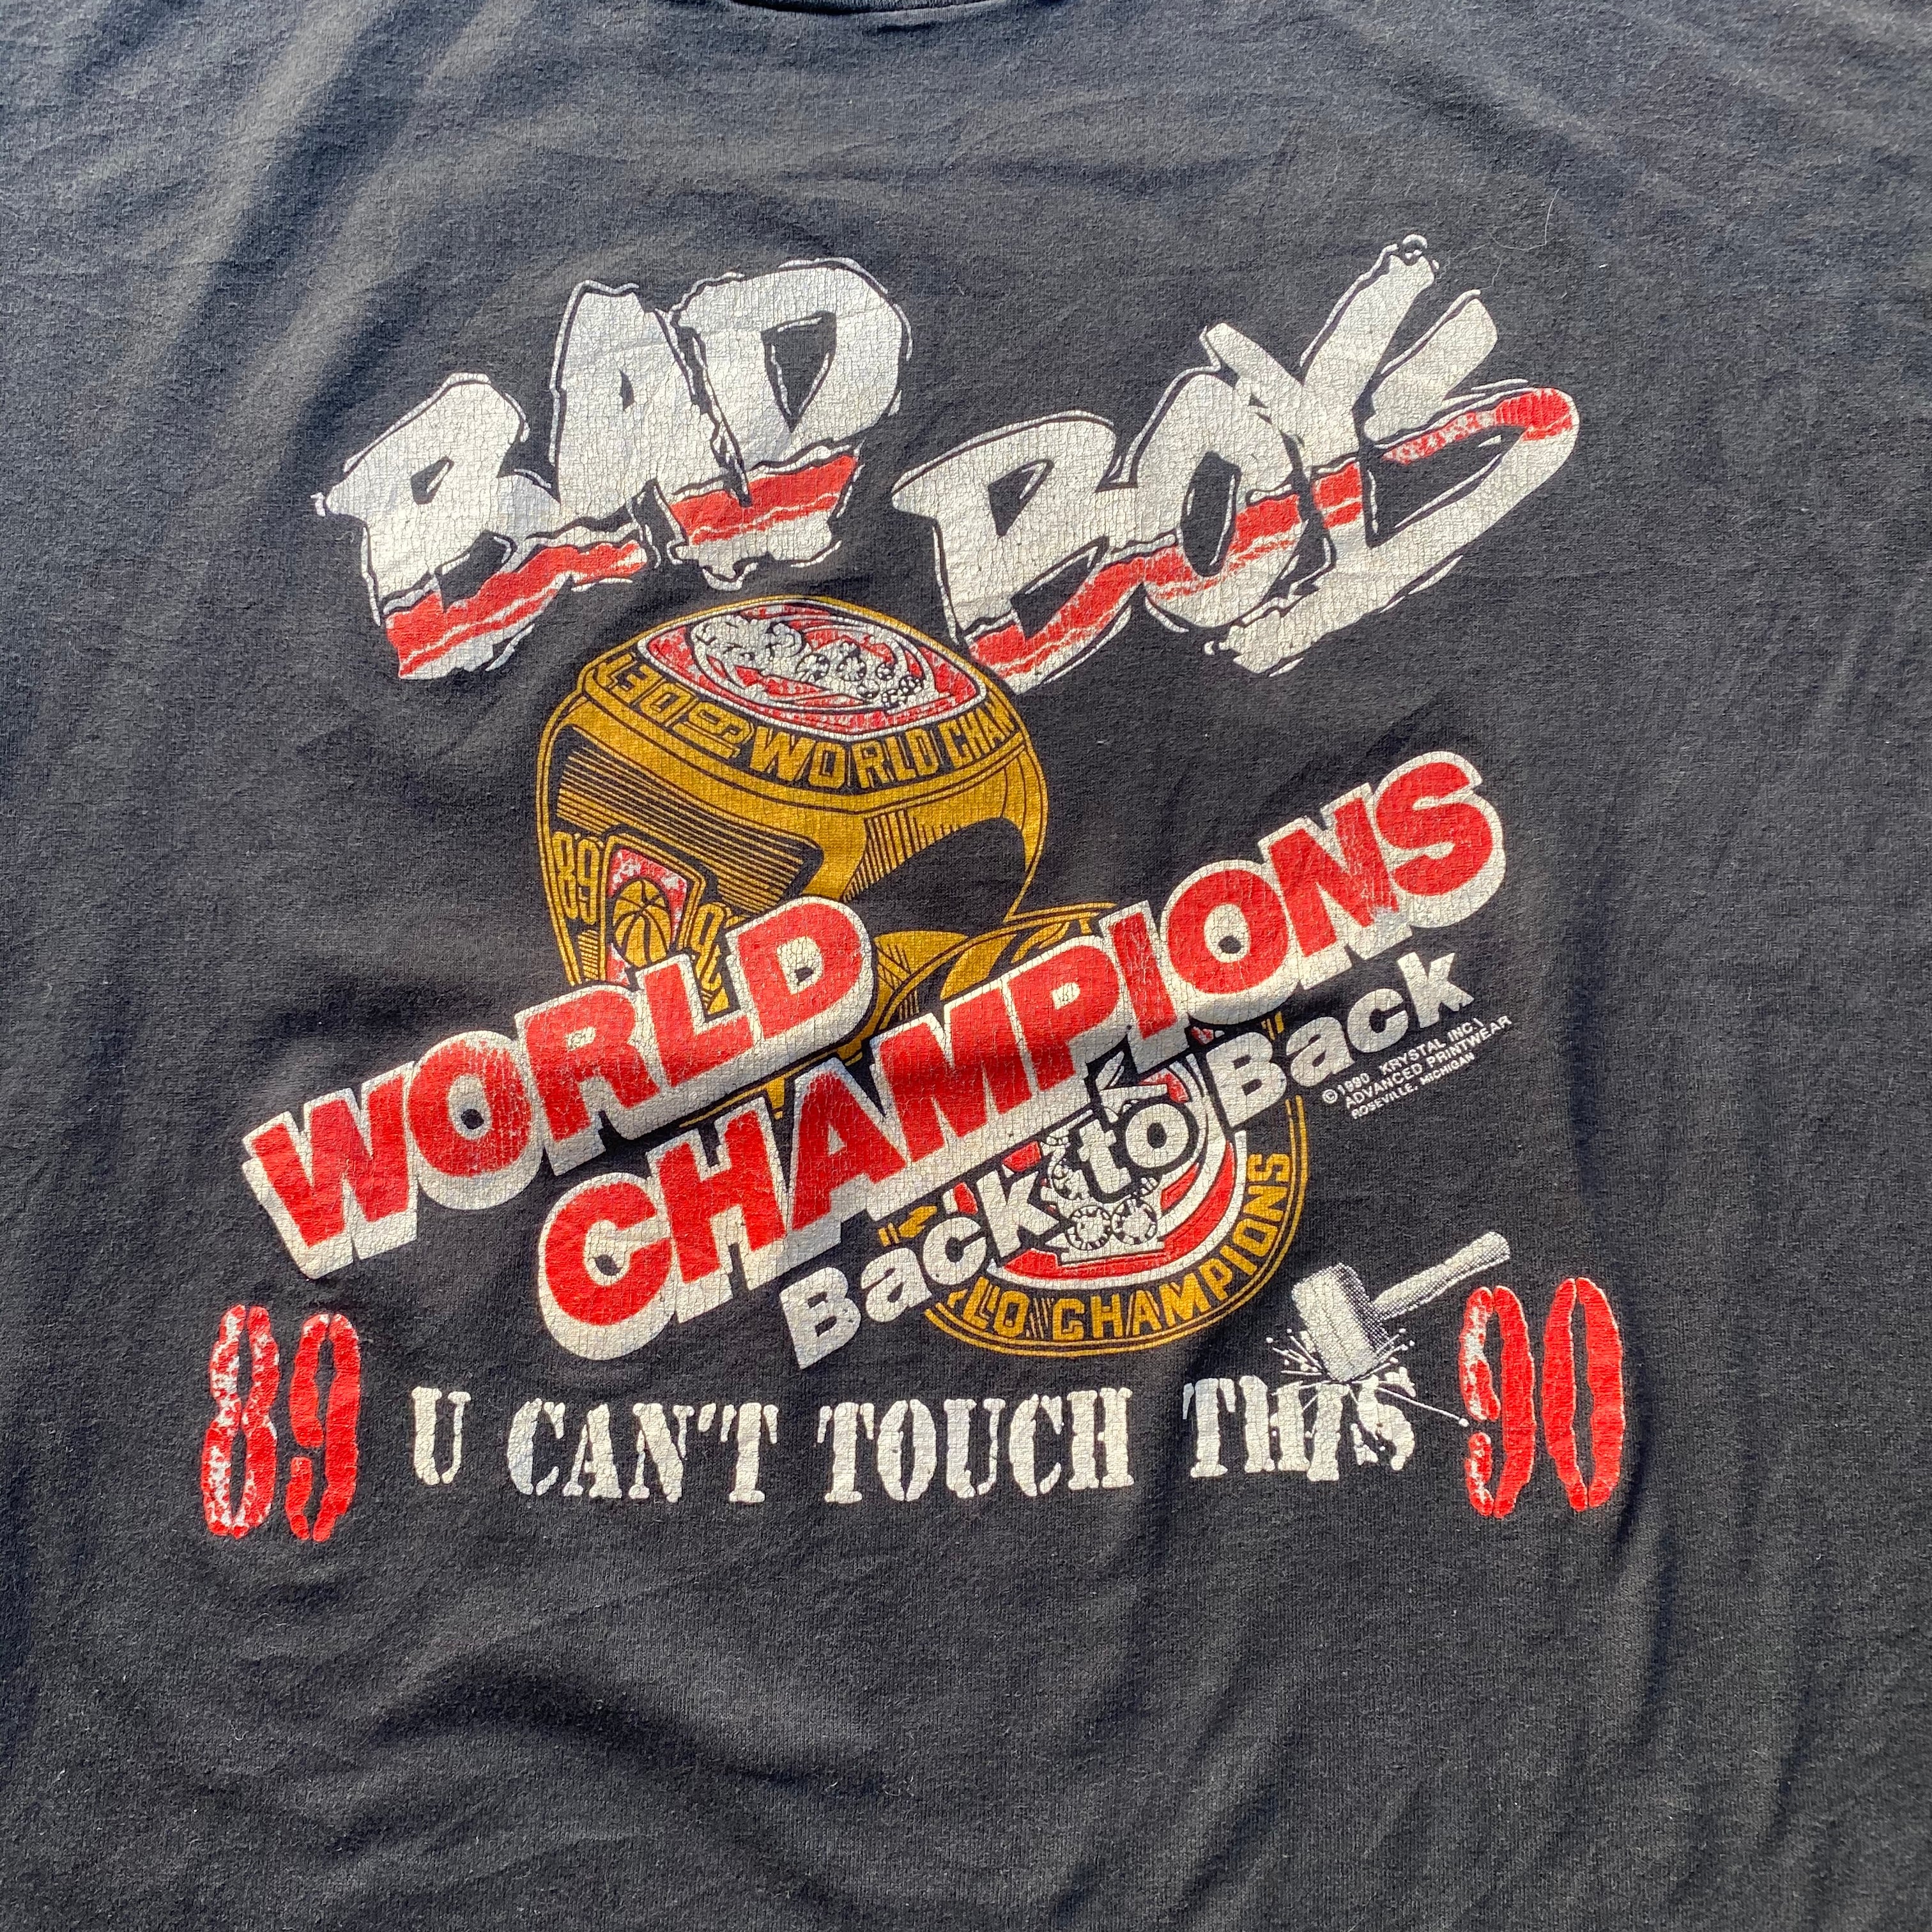 BAD BOYS
WORLD CHAM
89
WORLD
CHAMPIONS
Back to Back
© 1990 KRYSTAL INC.\
ADVANCED PRINTWEAR
ROSEVILLE, MICHIGAN
CHAMPIONS
89 U CAN'T TOUCH THIS 90